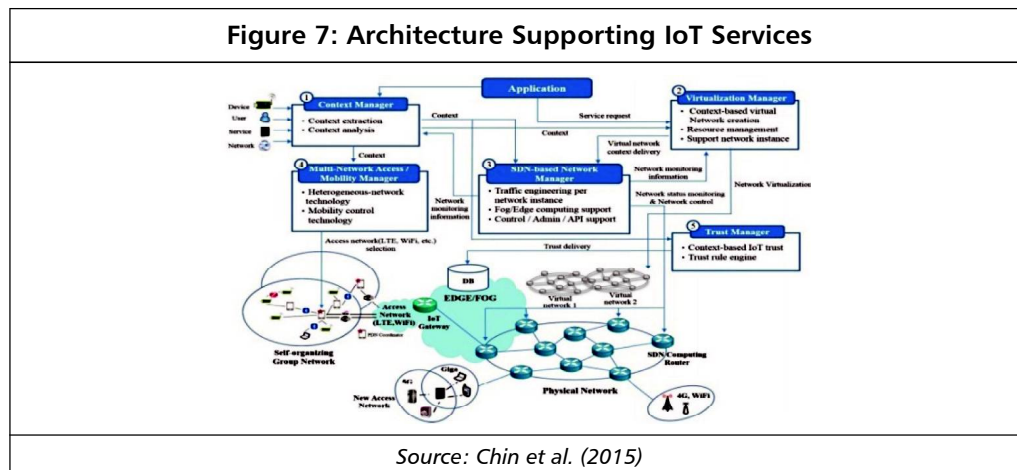 Figure 7: Architecture Supporting IoT Services
Application
1
Context Manager
- Context extraction
- Context analysis
Device
User
Service
Network
Context
Service request
Context
2
Virtualization Manager
• Context-based virtual
Network creation
- Resource management
• Support network instance
Virtual network
context delivery
Context
4
Multi-Network Access /
Mobility Manager
• Heterogeneous-network
technology
• Mobility control
technology
Network
monitoring
information
3
SDN-based Network
Manager
• Traffic engineering per
network instance
• Fog/Edge computing support
• Control / Admin / API support
Network monitoring
information
Network status monitoring
& Network control
Network Virtualization
5
Trust Manager
• Context-based IoT trust
• Trust rule engine
Access network(LTE, WiFi, etc.)
selection
Trust delivery
DB
EDGE/FOG
Virtual
network 1
Virtual
network 2
Access
Network
(LTE,WiFi)
IoT
Gateway
Self-organizing
Group Network
SDN/Computing
Router
Physical Network
5G
Giga
New Access
Network
4G, WiFi
Source: Chin et al. (2015)